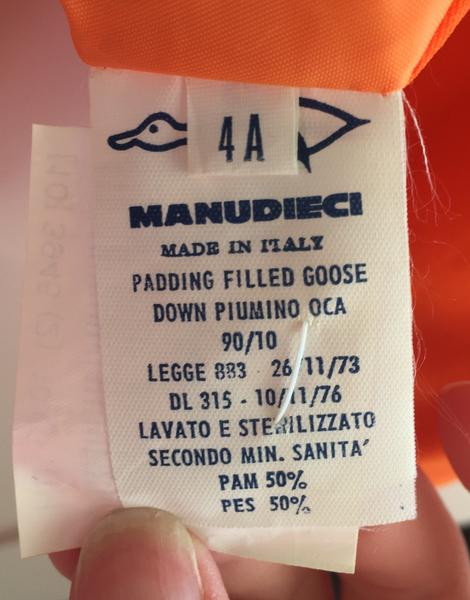 4A
MANUDIECI
MADE IN ITALY
PADDING FILLED GOOSE
DOWN PIUMINO OCA
90/10
LEGGE 883 - 26/11/73
DL 315 - 10/11/76
LAVATO E STERILIZZATO
SECONDO MIN. SANITA'
PAM 50%
PES 50%